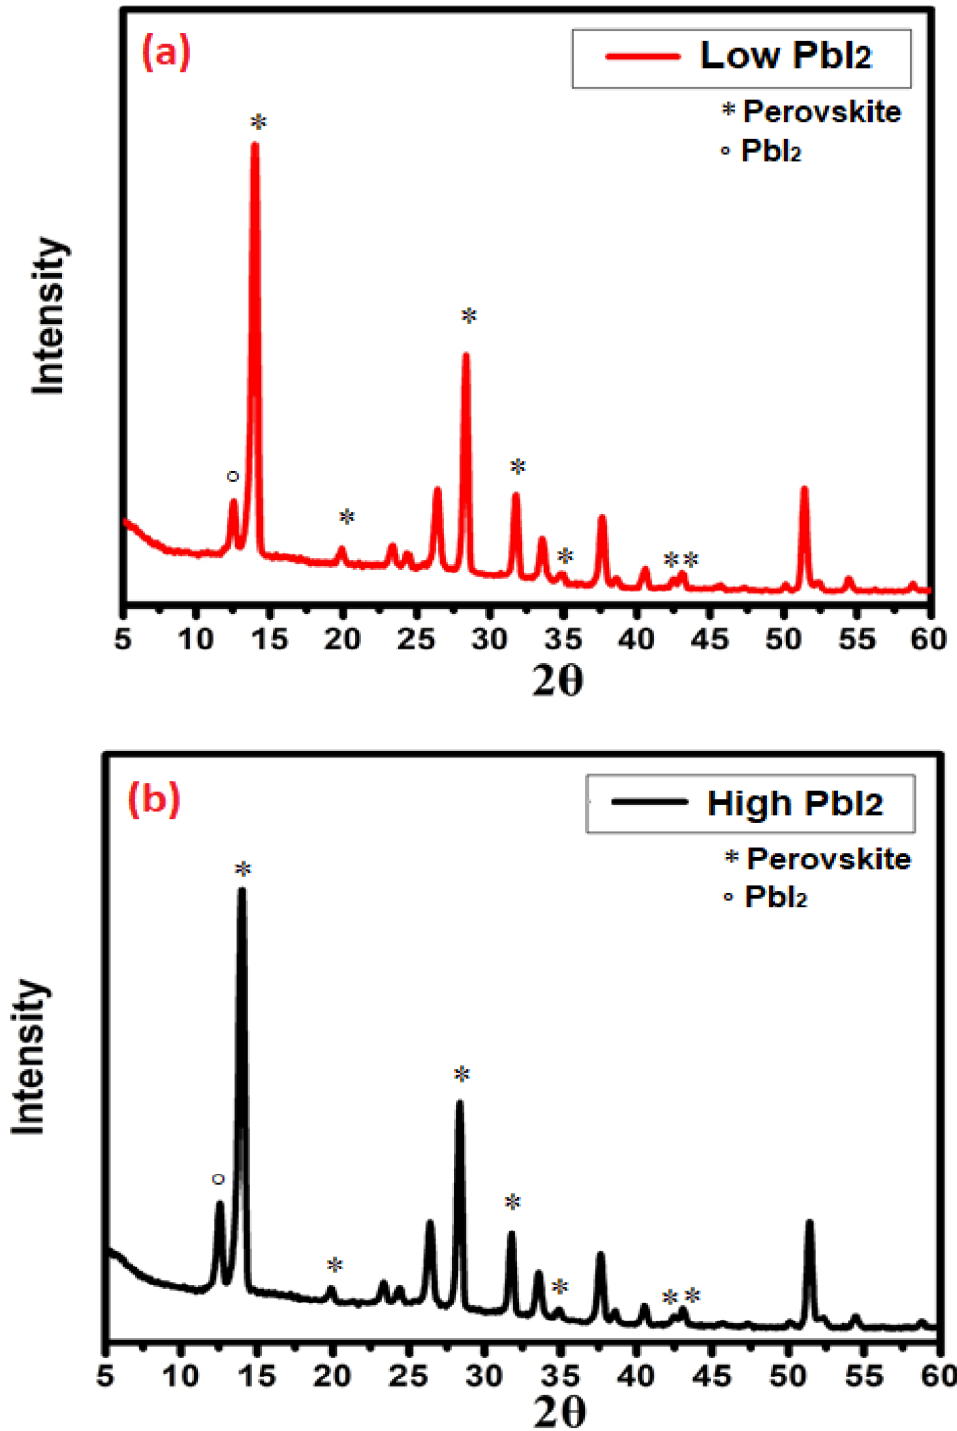 (a)
Low PbI₂
* Perovskite
° PbI₂
*
*
*
°
*
*
**
Intensity
5 10 15 20 25 30 35 40 45 50 55 60
2θ
(b)
High PbI₂
* Perovskite
° PbI₂
*
*
°
*
*
*
* *
Intensity
5 10 15 20 25 30 35 40 45 50 55 60
2θ